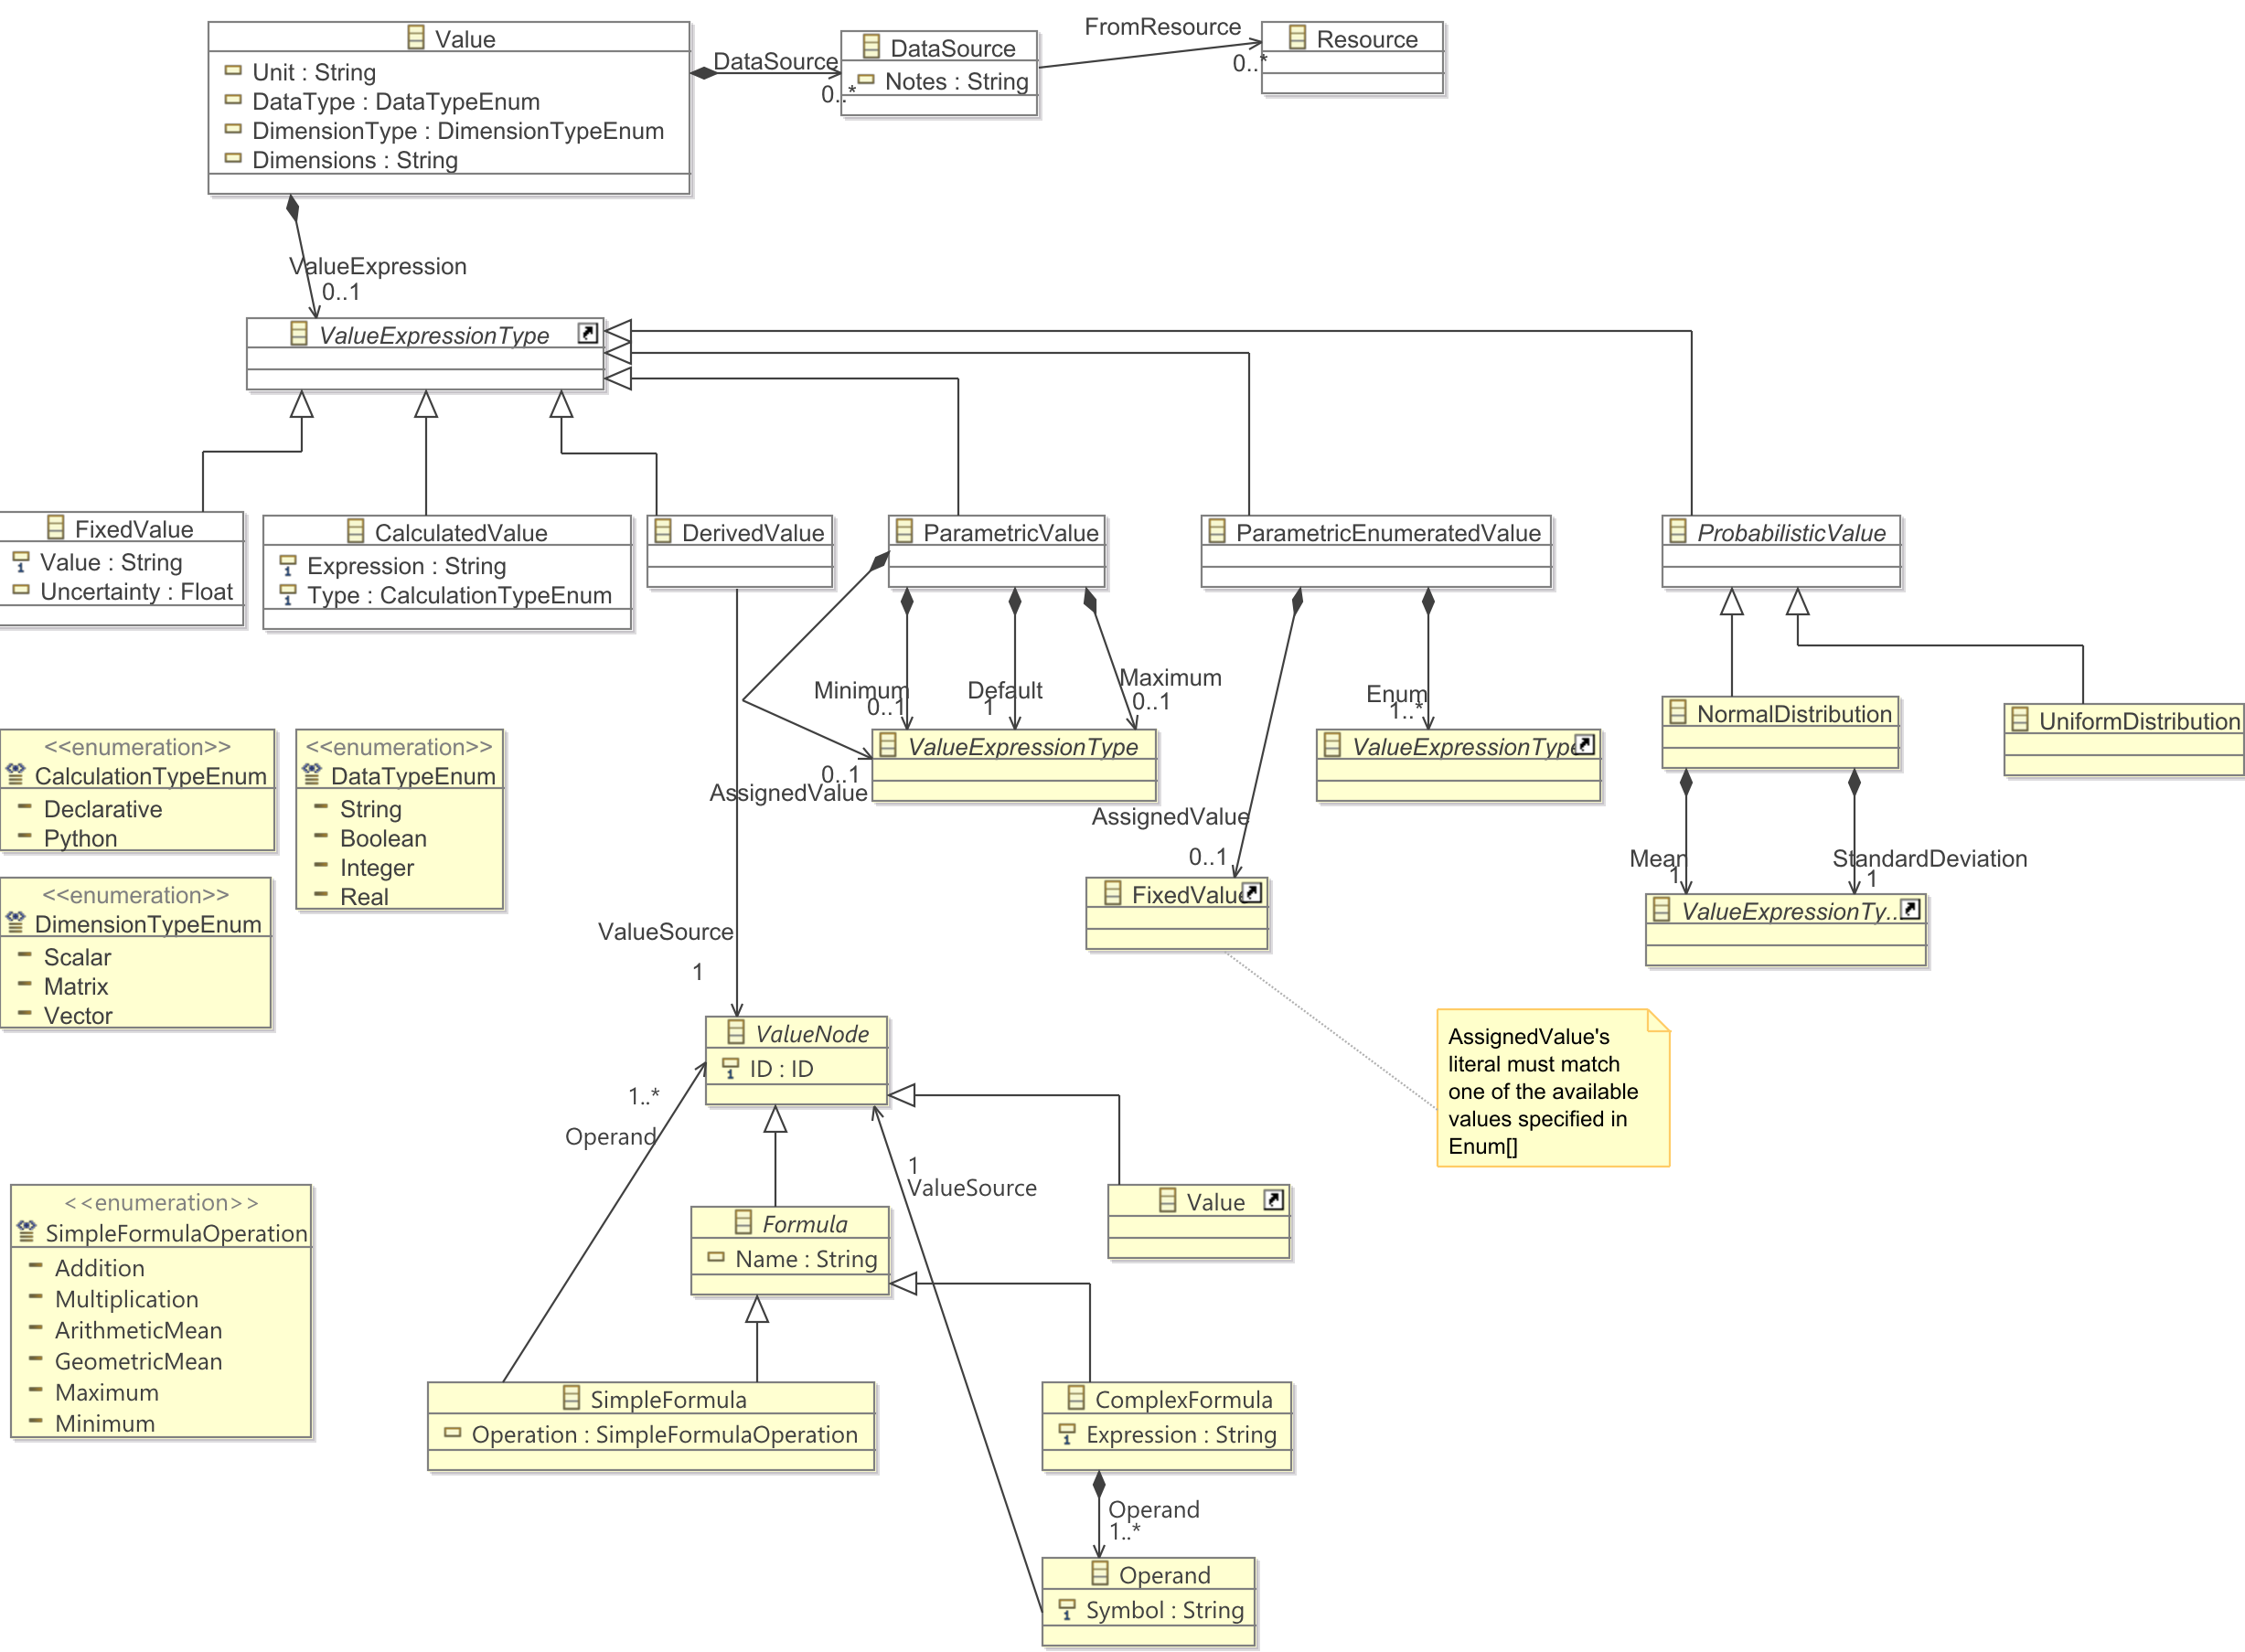 Value
Unit : String
DataType : DataTypeEnum
DimensionType : DimensionTypeEnum
Dimensions : String
DataSource
0..*
DataSource
Notes : String
FromResource
0..*
Resource
ValueExpression
0..1
ValueExpressionType
FixedValue
1 Value : String
Uncertainty : Float
CalculatedValue
1 Expression : String
1 Type : CalculationTypeEnum
DerivedValue
ParametricValue
ParametricEnumeratedValue
ProbabilisticValue
Minimum
0..1
Default
1
Maximum
0..1
Enum
1..*
NormalDistribution
UniformDistribution
<<enumeration>>
CalculationTypeEnum
Declarative
Python
<<enumeration>>
DataTypeEnum
String
Boolean
Integer
Real
ValueExpressionType
0..1
AssignedValue
ValueExpressionType
AssignedValue
0..1
FixedValue
Mean
1
StandardDeviation
1
ValueExpressionTy...
<<enumeration>>
DimensionTypeEnum
Scalar
Matrix
Vector
ValueSource
1
ValueNode
1 ID : ID
AssignedValue's
literal must match
one of the available
values specified in
Enum[]
1..*
Operand
1
ValueSource
Value
<<enumeration>>
SimpleFormulaOperation
Addition
Multiplication
ArithmeticMean
GeometricMean
Maximum
Minimum
Formula
Name : String
SimpleFormula
Operation : SimpleFormulaOperation
ComplexFormula
1 Expression : String
Operand
1..*
Operand
1 Symbol : String